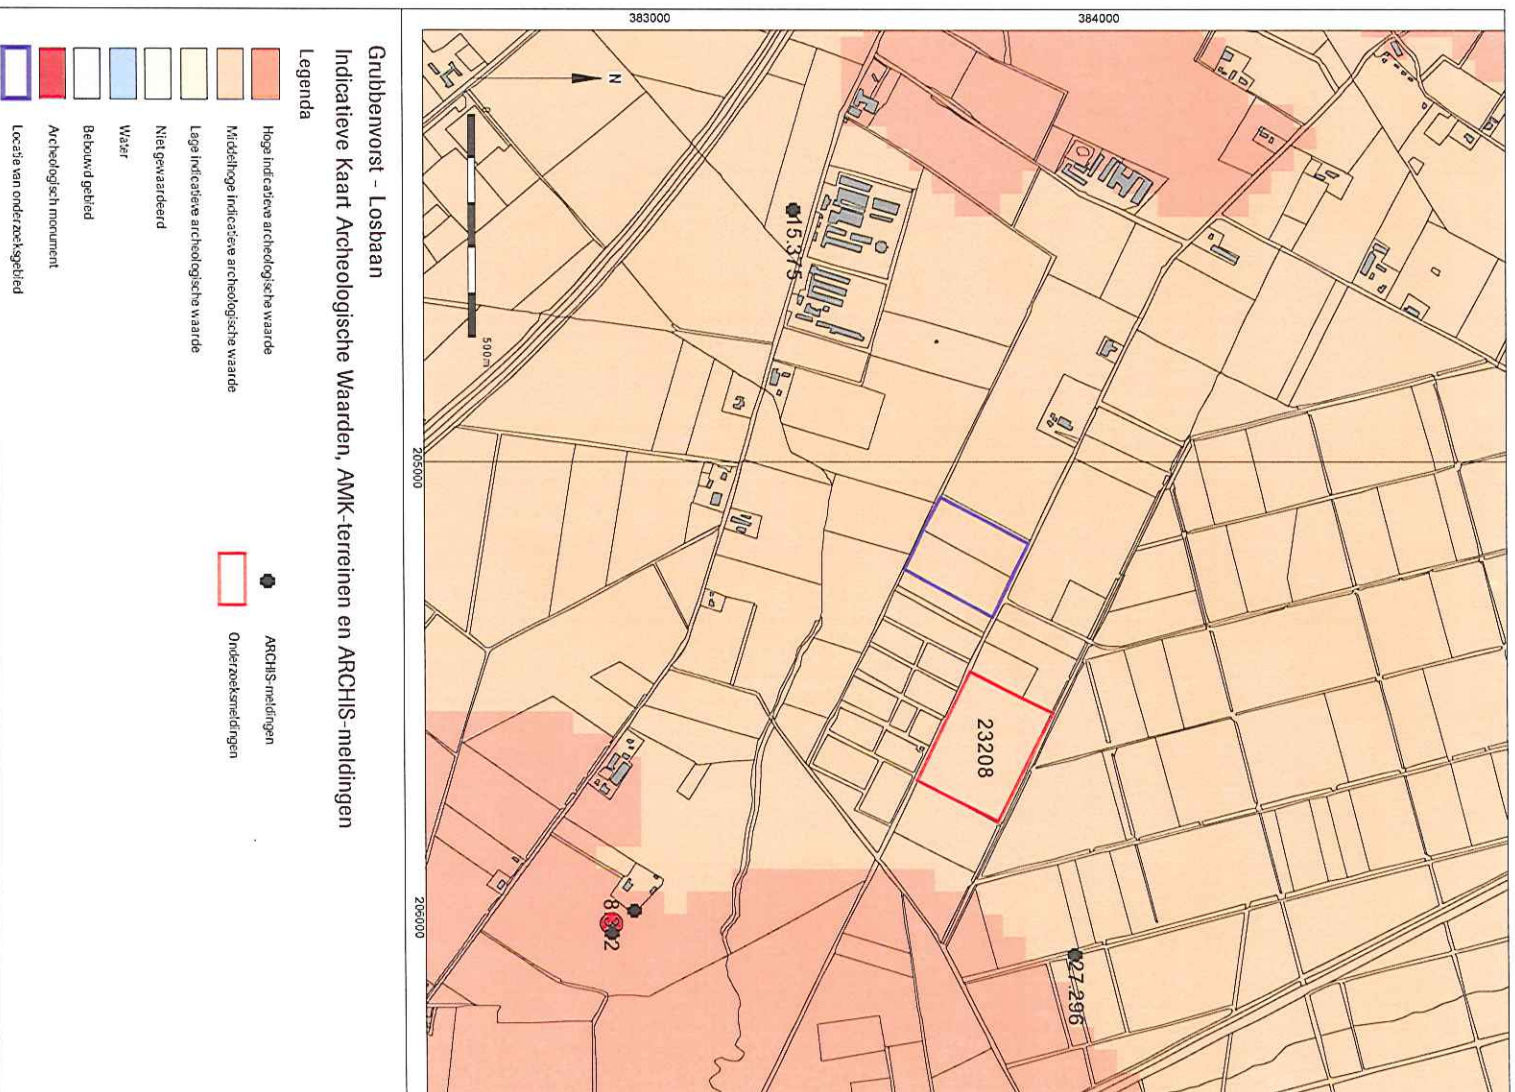 383000
384000
205000
206000
N
500m
15.375
23208
27.296
Grubbenvorst - Losbaan
Indicatieve Kaart Archeologische Waarden, AMK-terreinen en ARCHIS-meldingen
Legenda
Hoge indicatieve archeologische waarde
Middelhoge indicatieve archeologische waarde
Lage indicatieve archeologische waarde
Niet gewaardeerd
Water
Bebouwd gebied
Archeologisch monument
Locatie van onderzoeksgebied
ARCHIS-meldingen
Onderzoeksmeldingen